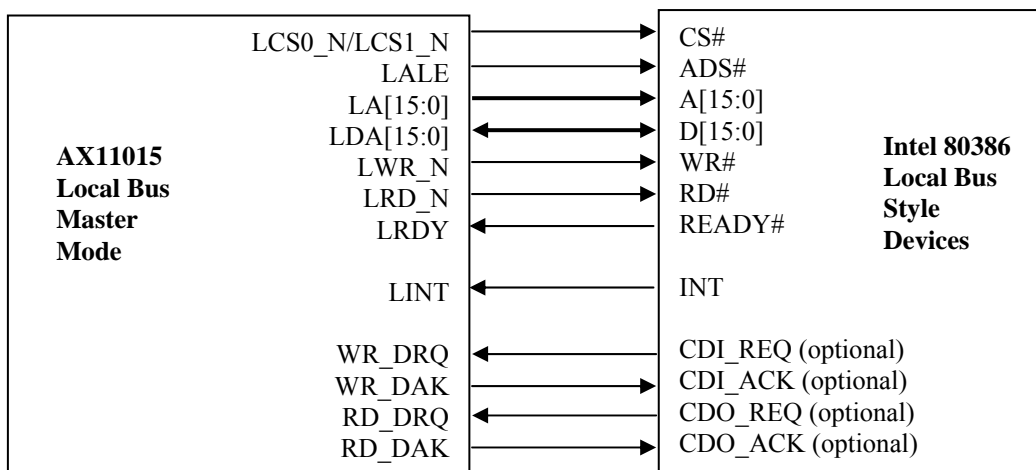 LCS0_N/LCS1_N
LALE
LA[15:0]
LDA[15:0]
LWR_N
LRD_N
LRDY
LINT
WR_DRQ
WR_DAK
RD_DRQ
RD_DAK
AX11015
Local Bus
Master
Mode
CS#
ADS#
A[15:0]
D[15:0]
WR#
RD#
READY#
INT
CDI_REQ (optional)
CDI_ACK (optional)
CDO_REQ (optional)
CDO_ACK (optional)
Intel 80386
Local Bus
Style
Devices